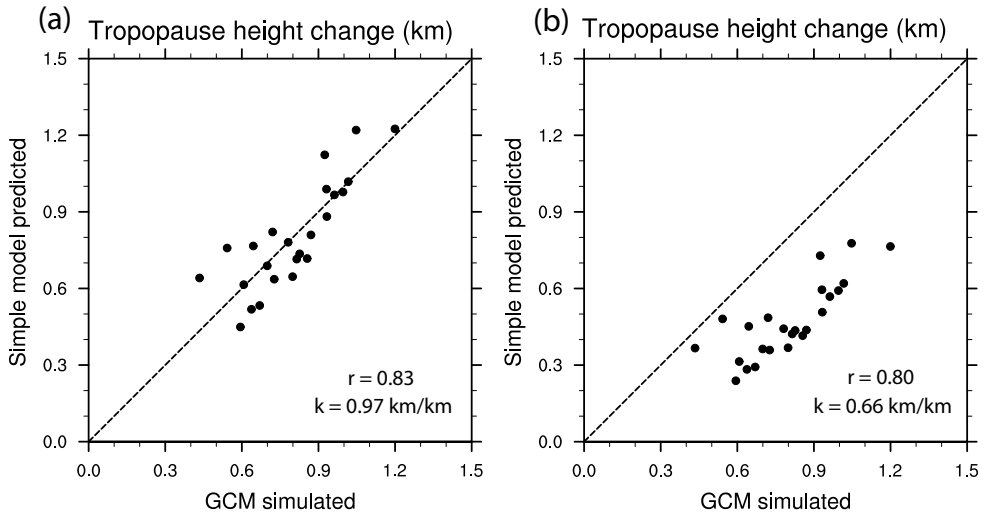 (a)
Tropopause height change (km)
1.5
1.2
0.9
0.6
0.3
0.0
Simple model predicted
r = 0.83
k = 0.97 km/km
0.0 0.3 0.6 0.9 1.2 1.5
GCM simulated
(b)
Tropopause height change (km)
1.5
1.2
0.9
0.6
0.3
0.0
Simple model predicted
r = 0.80
k = 0.66 km/km
0.0 0.3 0.6 0.9 1.2 1.5
GCM simulated